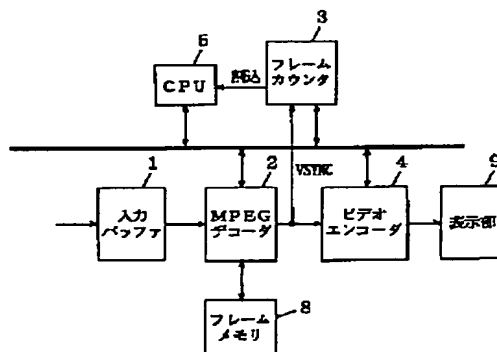 5
3
CPU
割込
フレーム
カウンタ
1
2
VSYNC
4
9
入力
バッファ
MPEG
デコーダ
ビデオ
エンコーダ
表示部
フレーム
メモリ
8